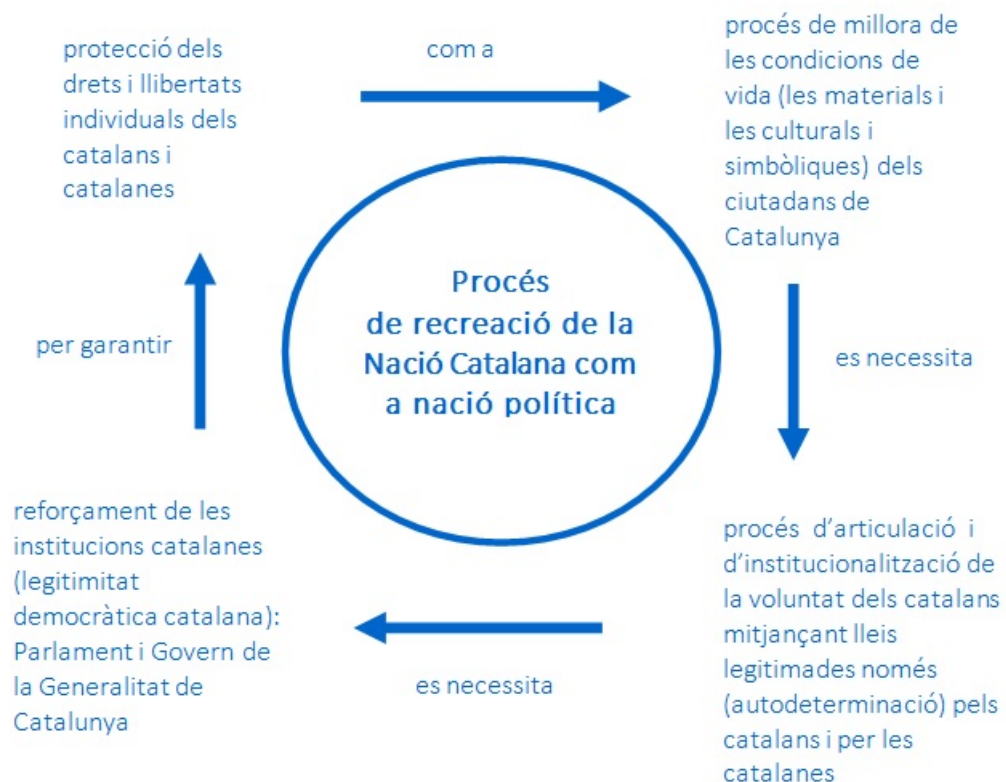 protecció dels
drets i llibertats
individuals dels
catalans i
catalanes
com a
procés de millora de
les condicions de
vida (les materials i
les culturals i
simbòliques) dels
ciutadans de
Catalunya
es necessita
procés d’articulació i
d’institucionalització de
la voluntat dels catalans
mitjançant lleis
legitimades només
(autodeterminació) pels
catalans i per les
catalanes
es necessita
reforçament de les
institucions catalanes
(legitimitat
democràtica catalana):
Parlament i Govern de
la Generalitat de
Catalunya
per garantir
Procés
de recreació de la
Nació Catalana com
a nació política